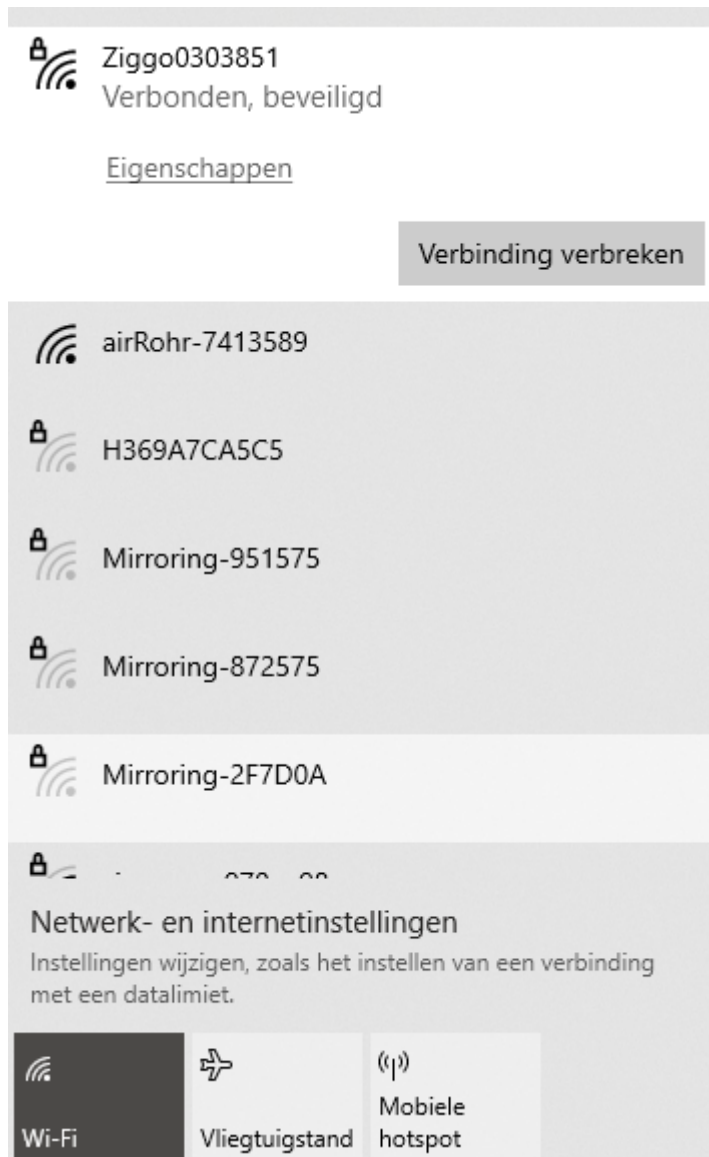 Ziggo0303851
Verbonden, beveiligd
Eigenschappen
Verbinding verbreken
airRohr-7413589
H369A7CA5C5
Mirroring-951575
Mirroring-872575
Mirroring-2F7D0A
Netwerk- en internetinstellingen
Instellingen wijzigen, zoals het instellen van een verbinding
met een datalimiet.
Wi-Fi
Vliegtuigstand
Mobiele
hotspot